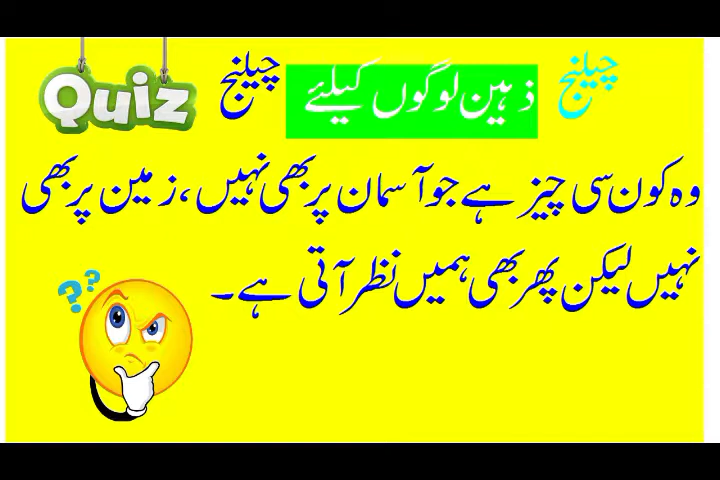 Quiz چیلنج ذہین لوگوں کیلئے چیلنج
وہ کون سی چیز ہے جو آسمان پر بھی نہیں، زمین پر بھی
نہیں لیکن پھر بھی ہمیں نظر آتی ہے۔
??